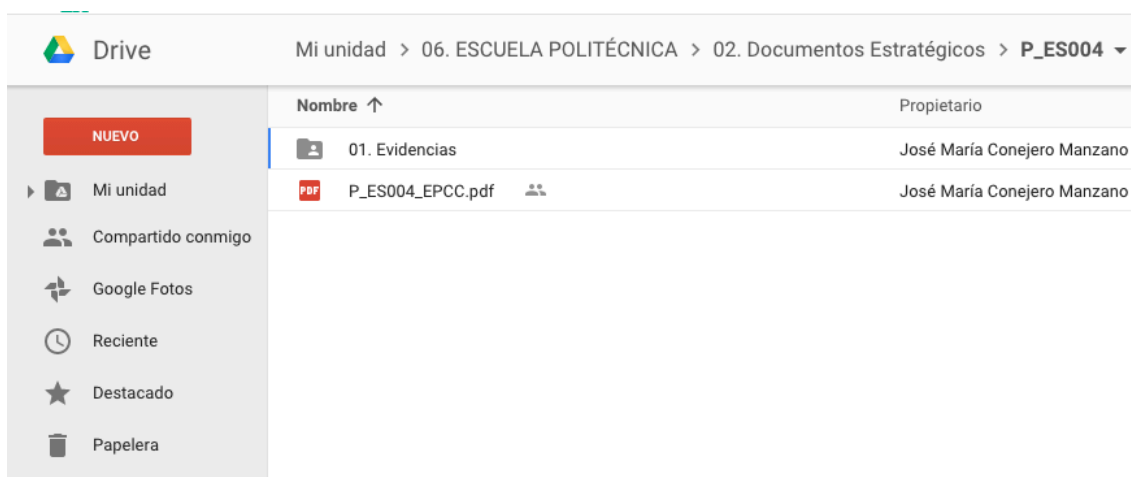 Drive
Mi unidad > 06. ESCUELA POLITÉCNICA > 02. Documentos Estratégicos > P_ES004
Nombre ↑ Propietario
NUEVO
01. Evidencias José María Conejero Manzano
PDF P_ES004_EPCC.pdf José María Conejero Manzano
Mi unidad
Compartido conmigo
Google Fotos
Reciente
Destacado
Papelera